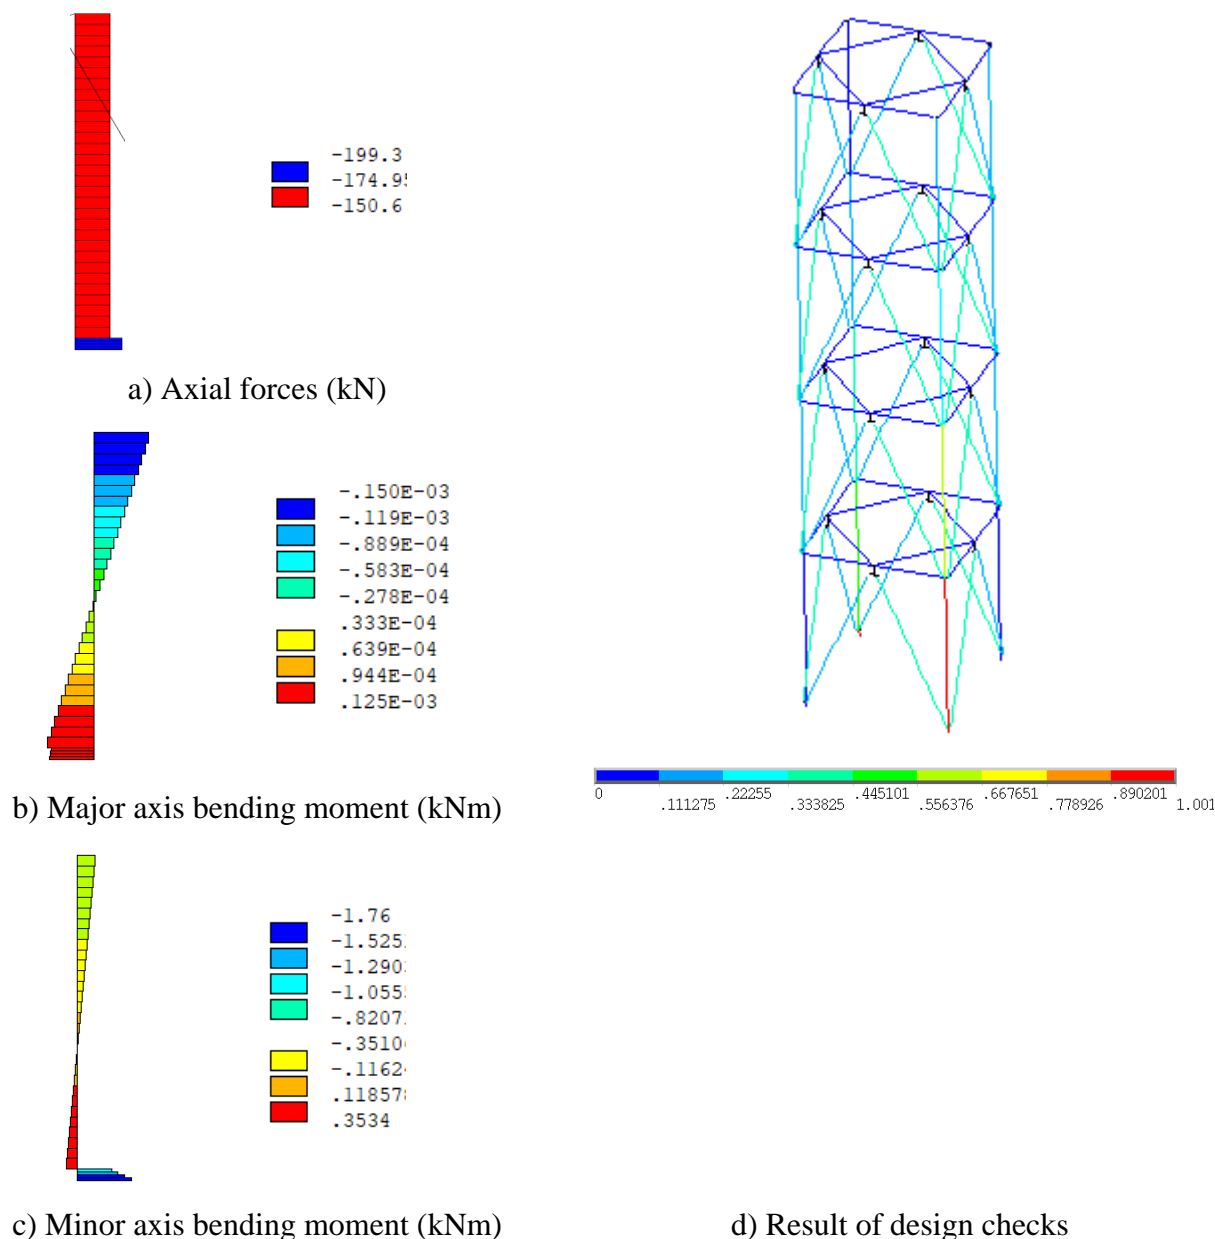 -199.3
-174.95
-150.6
a) Axial forces (kN)
-.150E-03
-.119E-03
-.889E-04
-.583E-04
-.278E-04
.333E-04
.639E-04
.944E-04
.125E-03
b) Major axis bending moment (kNm)
-1.76
-1.525
-1.290
-1.055
-.8207
-.3510
-.1162
.118578
.3534
c) Minor axis bending moment (kNm)
0
.111275
.22255
.333825
.445101
.556376
.667651
.778926
.890201
1.001
d) Result of design checks